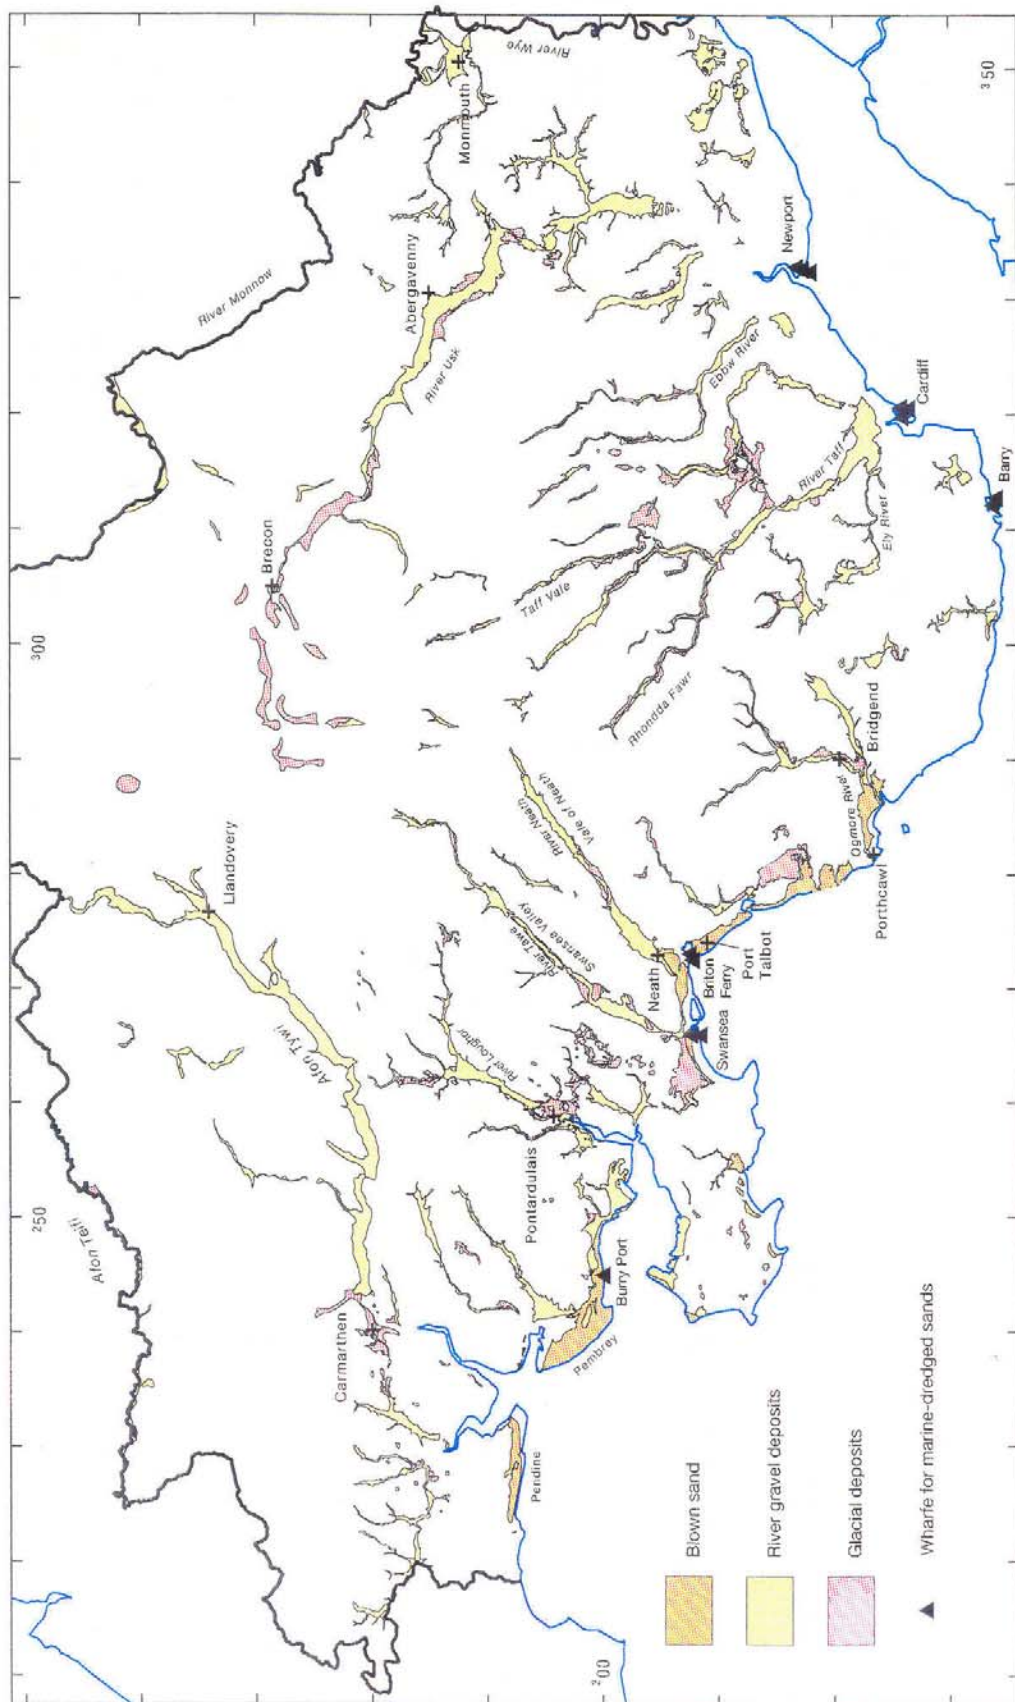 River Wye
350
Monmouth
River Monnow
Abergavenny
River Usk
Newport
Ebbw River
Cardiff
River Taff
Ely River
Barry
Brecon
Taff Vale
300
Rhondda Fawr
Bridgend
Ogmore River
Porthcawl
Vale of Neath
River Neath
Llandovery
Swansea Valley
River Tawe
Neath
Port
Talbot
Briton
Ferry
Swansea
Afon Tywi
River Loughor
Pontardulais
Afon Teifi
250
Burry Port
Pembrey
Carmarthen
Pendine
200
Blown sand
River gravel deposits
Glacial deposits
Wharfe for marine-dredged sands